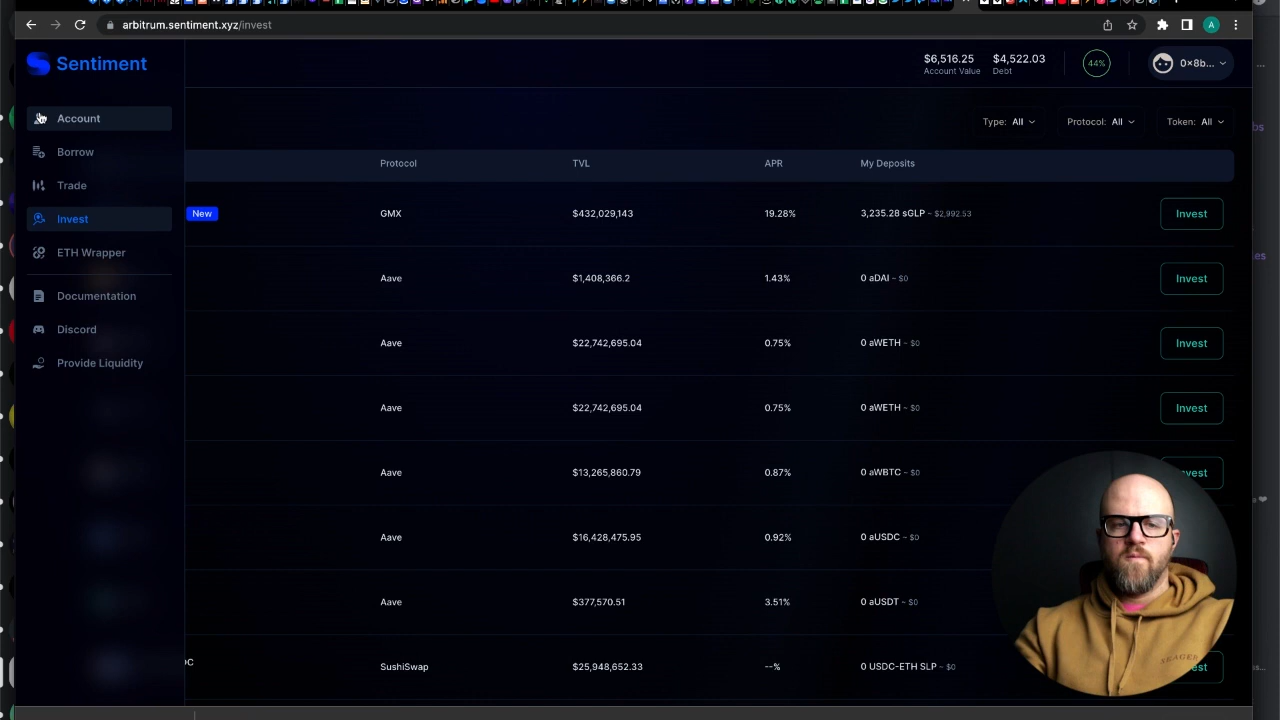 arbitrum.sentiment.xyz/invest
A
Sentiment
$6,516.25
Account Value
$4,522.03
Debt
44%
0×8b...
Account
Borrow
Trade
Invest
ETH Wrapper
Documentation
Discord
Provide Liquidity
Type: All
Protocol: All
Token: All
Protocol TVL APR My Deposits
New GMX $432,029,143 19.28% 3,235.28 sGLP ~ $2,992.53 Invest
Aave $1,408,366.2 1.43% 0 aDAI ~ $0 Invest
Aave $22,742,695.04 0.75% 0 aWETH ~ $0 Invest
Aave $22,742,695.04 0.75% 0 aWETH ~ $0 Invest
Aave $13,265,860.79 0.87% 0 aWBTC ~ $0 vest
Aave $16,428,475.95 0.92% 0 aUSDC ~ $0
Aave $377,570.51 3.51% 0 aUSDT ~ $0
SushiSwap $25,948,652.33 --% 0 USDC-ETH SLP ~ $0 est